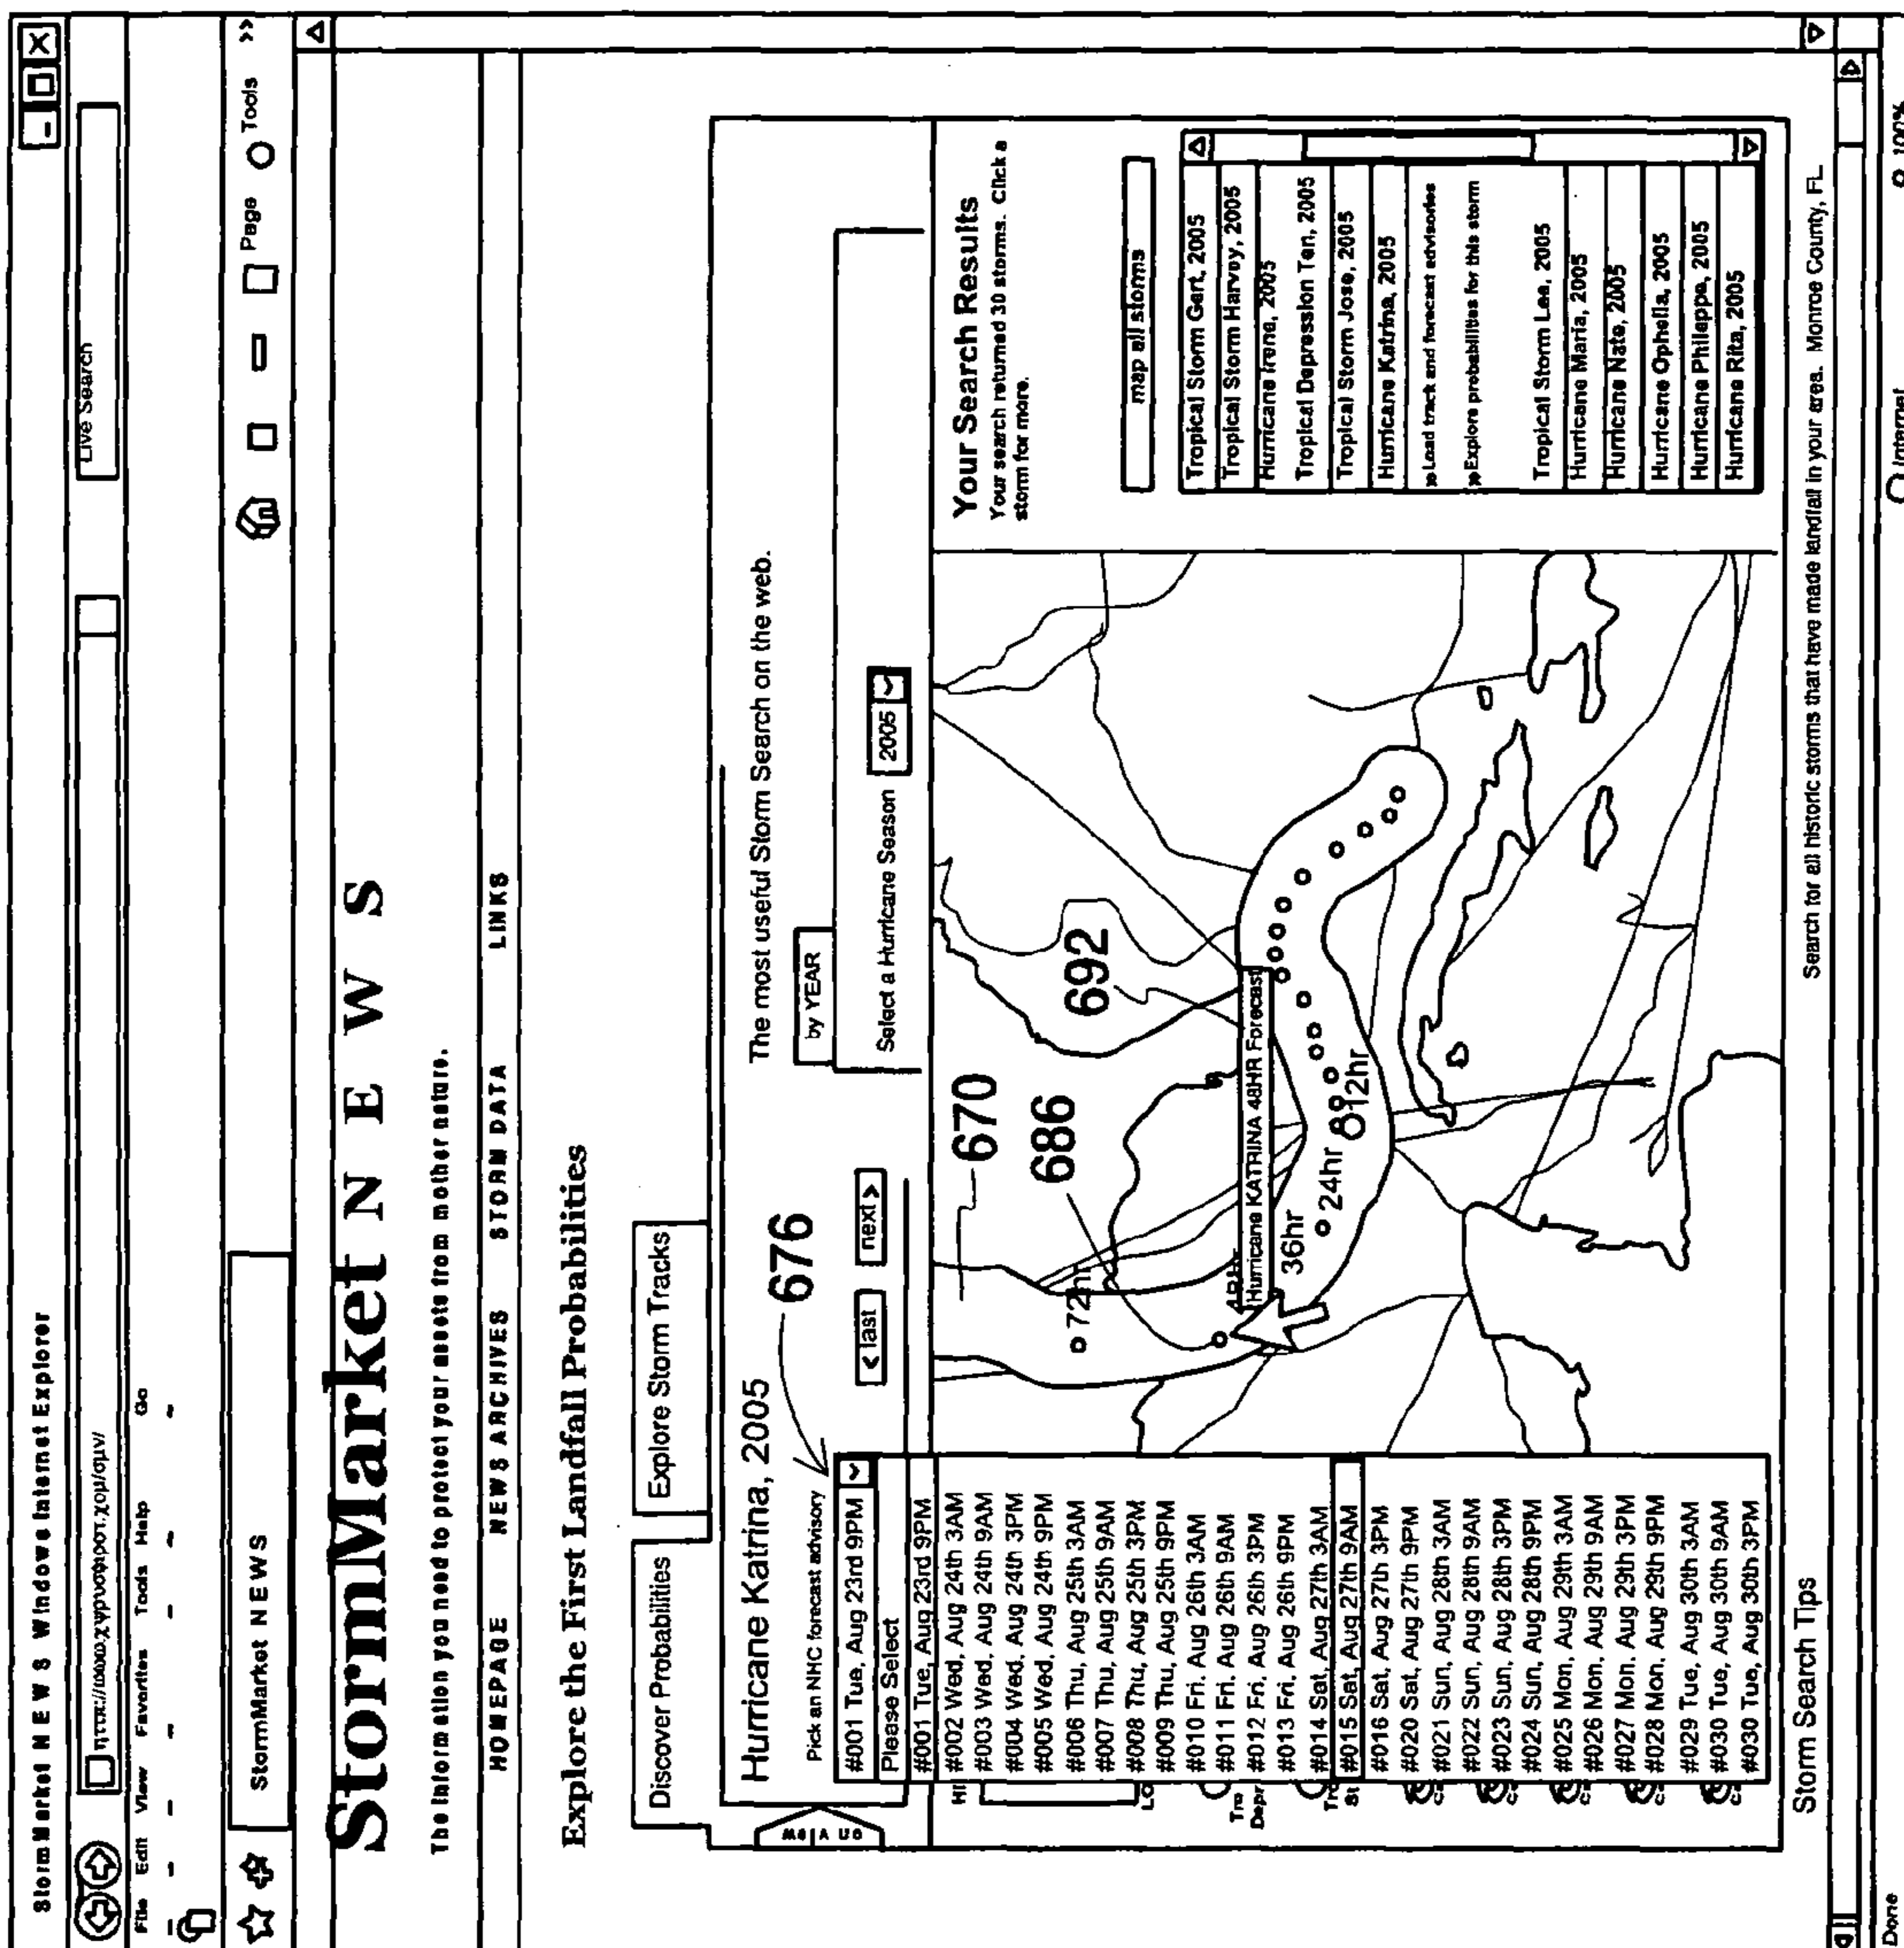 StormMarket N E W S Windows Internet Explorer
ηττπ://ωωω.χψρυσφιροτ.χομ/σμν/
Live Search
File Edit View Favorites Tools Help Go
StormMarket NEWS
Page Tools >>
StormMarket N E W S
The information you need to protect your assets from mother nature.
HOMEPAGE NEWS ARCHIVES STORM DATA LINKS
Explore the First Landfall Probabilities
Discover Probabilities Explore Storm Tracks
Hurricane Katrina, 2005
676
The most useful Storm Search on the web.
Pick an NHC forecast advisory
by YEAR
#001 Tue, Aug 23rd 9PM
< last next >
Select a Hurricane Season 2005
Please Select
#001 Tue, Aug 23rd 9PM
#002 Wed, Aug 24th 3AM
#003 Wed, Aug 24th 9AM
#004 Wed, Aug 24th 3PM
#005 Wed, Aug 24th 9PM
#006 Thu, Aug 25th 3AM
#007 Thu, Aug 25th 9AM
#008 Thu, Aug 25th 3PM
#009 Thu, Aug 25th 9PM
#010 Fri, Aug 26th 3AM
#011 Fri, Aug 26th 9AM
#012 Fri, Aug 26th 3PM
#013 Fri, Aug 26th 9PM
#014 Sat, Aug 27th 3AM
#015 Sat, Aug 27th 9AM
#016 Sat, Aug 27th 3PM
#020 Sat, Aug 27th 9PM
#021 Sun, Aug 28th 3AM
#022 Sun, Aug 28th 9AM
#023 Sun, Aug 28th 3PM
#024 Sun, Aug 28th 9PM
#025 Mon, Aug 29th 3AM
#026 Mon, Aug 29th 9AM
#027 Mon. Aug 29th 3PM
#028 Mon, Aug 29th 9PM
#029 Tue, Aug 30th 3AM
#030 Tue, Aug 30th 9AM
#030 Tue, Aug 30th 3PM
670
686
692
72hr
Hurricane KATRINA 48HR Forecast
36hr
24hr
12hr
Your Search Results
Your search returned 30 storms. Click a
storm for more.
map all storms
Tropical Storm Gert, 2005
Tropical Storm Harvey, 2005
Hurricane Irene, 2005
Tropical Depression Ten, 2005
Tropical Storm Jose, 2005
Hurricane Katrina, 2005
» Load track and forecast advisories
» Explore probabilities for this storm
Tropical Storm Lee, 2005
Hurricane Maria, 2005
Hurricane Nate, 2005
Hurricane Ophelia, 2005
Hurricane Philappe, 2005
Hurricane Rita, 2005
Storm Search Tips
Search for all historic storms that have made landfall in your area. Monroe County, FL
Done
Internet
100%